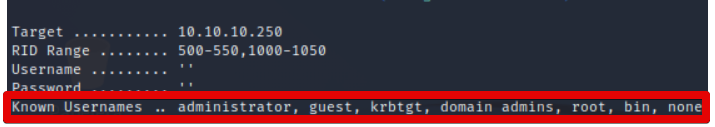 Target ........... 10.10.10.250
RID Range ........ 500-550,1000-1050
Username ......... ''
Password ......... ''
Known Usernames .. administrator, guest, krbtgt, domain admins, root, bin, none